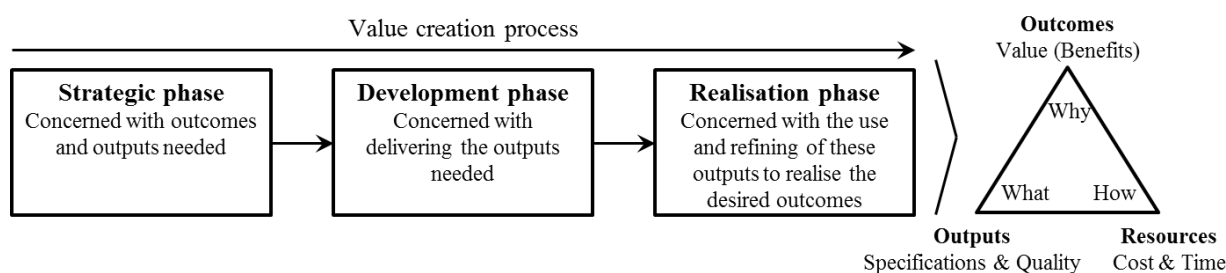 Value creation process
Strategic phase
Concerned with outcomes
and outputs needed
Development phase
Concerned with
delivering the outputs
needed
Realisation phase
Concerned with the use
and refining of these
outputs to realise the
desired outcomes
Outcomes
Value (Benefits)
Why
What
How
Outputs
Specifications & Quality
Resources
Cost & Time